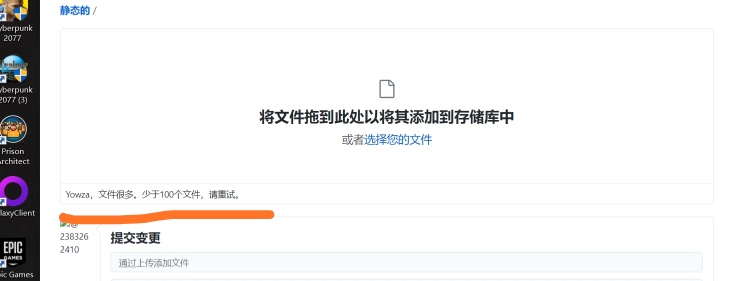 静态的 /
yberpunk
2077
yberpunk
2077 (3)
Prison
Architect
alaxyClient
EPIC
GAMES
pic Games
将文件拖到此处以将其添加到存储库中
或者选择您的文件
Yowza，文件很多。少于100个文件，请重试。
@
238326
2410
提交变更
通过上传添加文件